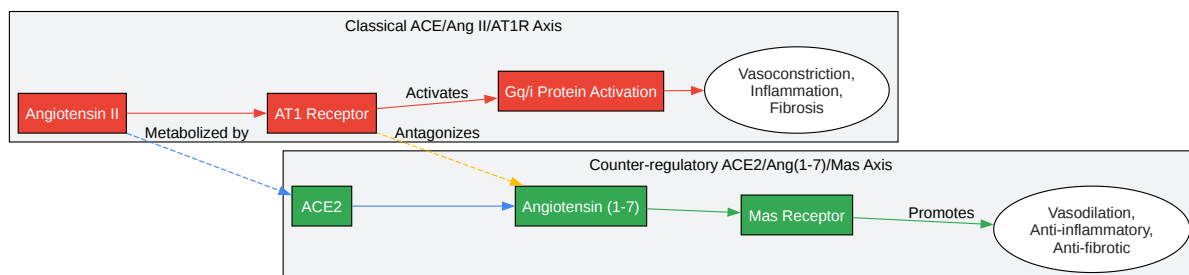 Classical ACE/Ang II/AT1R Axis
Angiotensin II
AT1 Receptor
Activates
Gq/i Protein Activation
Vasoconstriction,
Inflammation,
Fibrosis
Metabolized by
Antagonizes
Counter-regulatory ACE2/Ang(1-7)/Mas Axis
ACE2
Angiotensin (1-7)
Mas Receptor
Promotes
Vasodilation,
Anti-inflammatory,
Anti-fibrotic